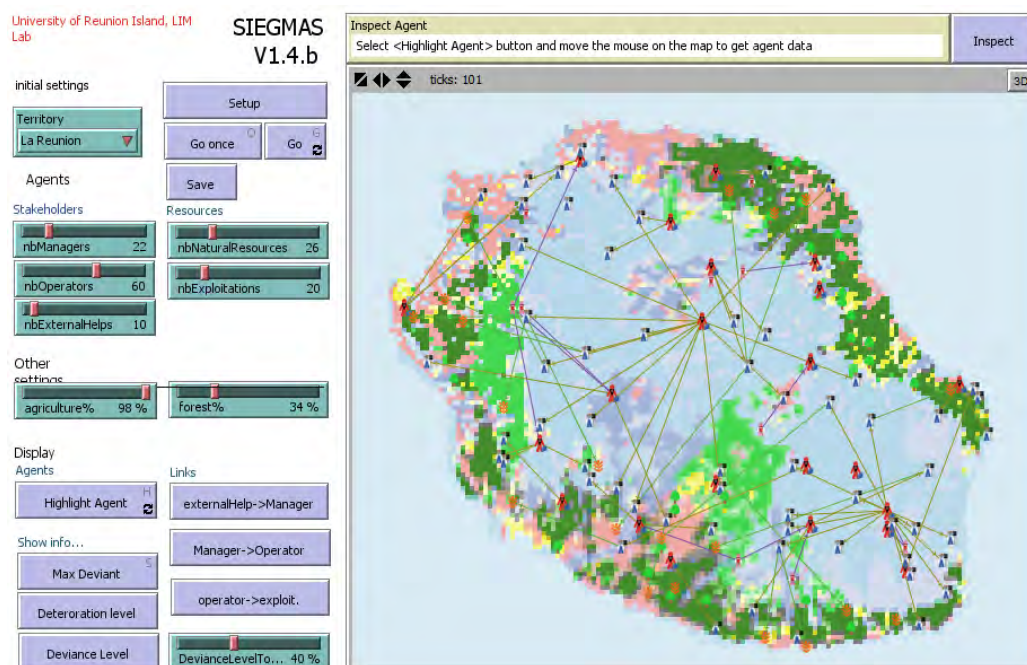 University of Reunion Island, LIM
Lab
SIEGMAS
V1.4.b
initial settings
Territory
La Reunion
Setup
Go once
O
Go
G
Save
Agents
Stakeholders
Resources
nbManagers 22
nbNaturalResources 26
nbOperators 60
nbExploitations 20
nbExternalHelps 10
Other
settings
agriculture% 98 %
forest% 34 %
Display
Agents
Links
Highlight Agent
H
externalHelp->Manager
Show info...
Manager->Operator
Max Deviant
S
Deteroration level
operator->exploit.
Deviance Level
DevianceLevelTo... 40 %
Inspect Agent
Select <Highlight Agent> button and move the mouse on the map to get agent data
Inspect
ticks: 101
3D